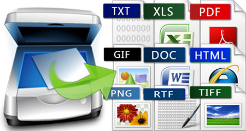 TXT XLS PDF
GIF DOC HTML
PNG RTF TIFF